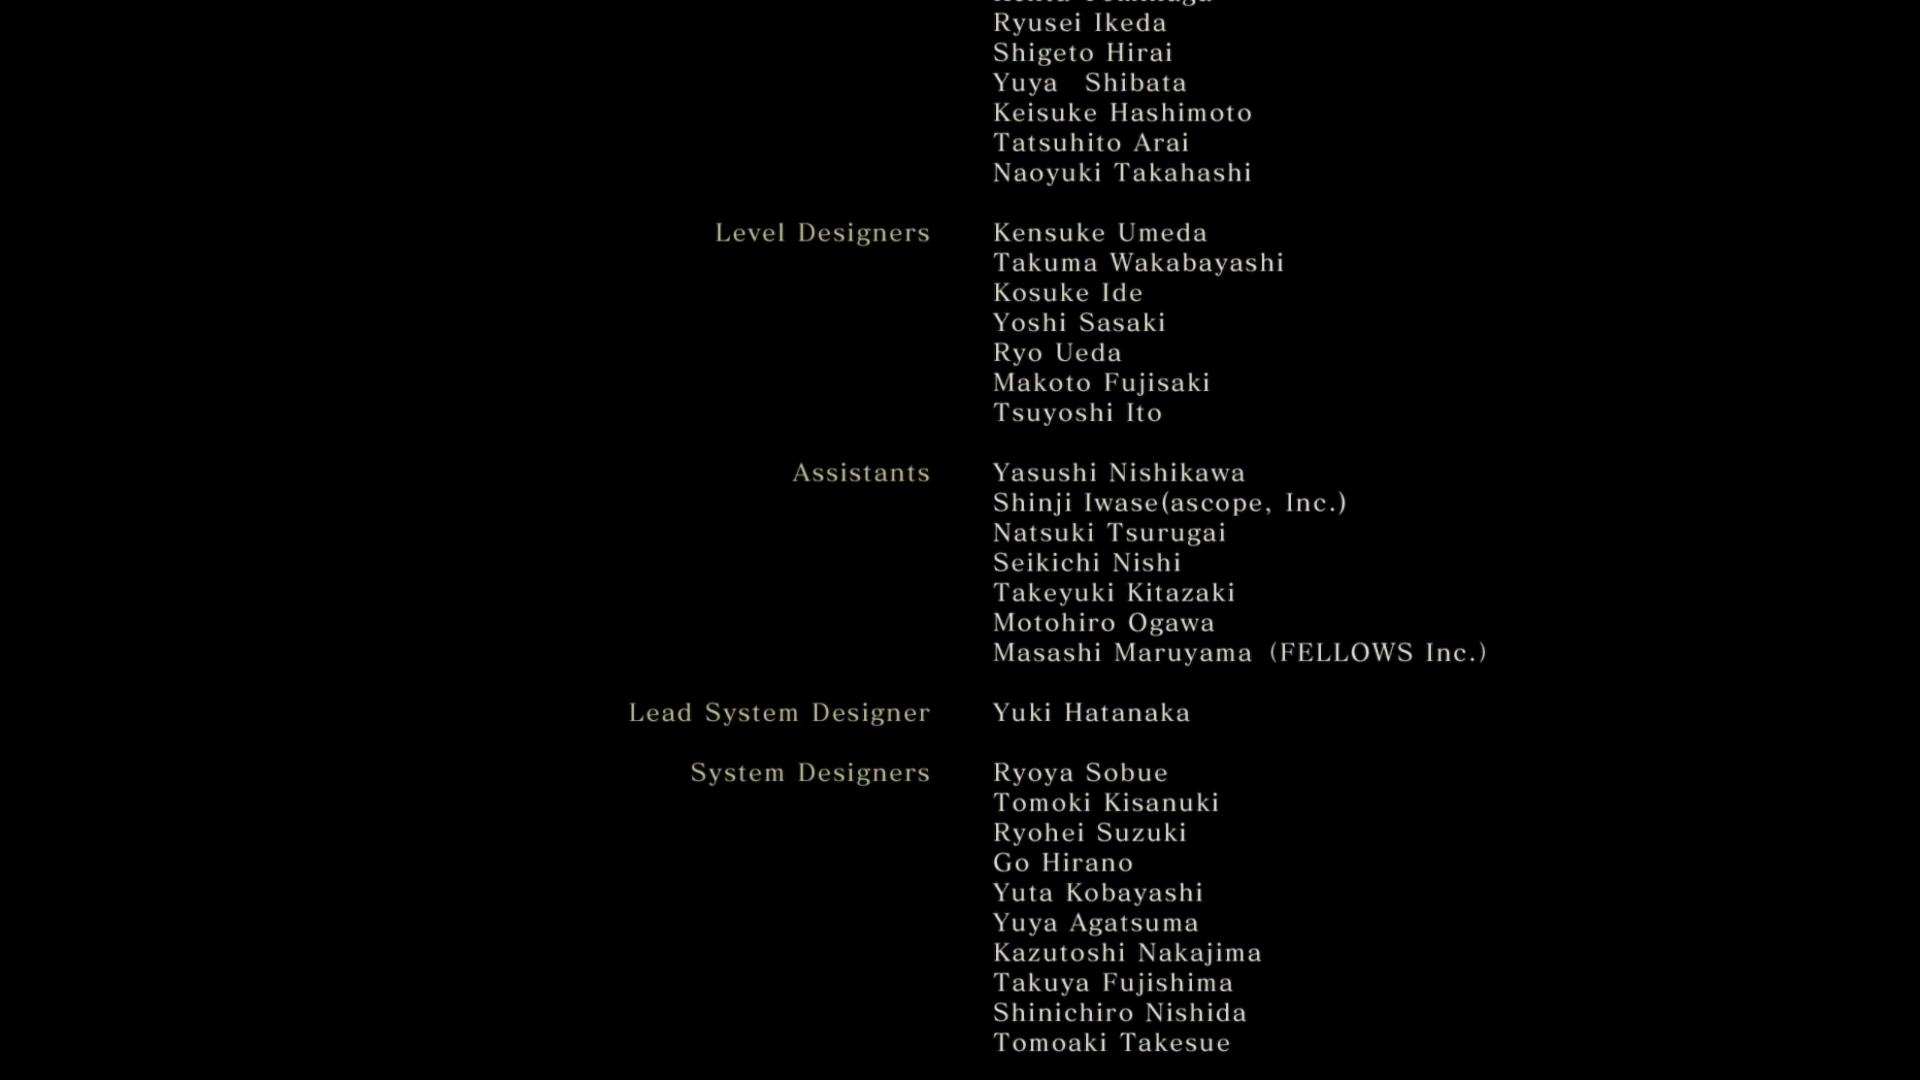 Ryusei Ikeda
Shigeto Hirai
Yuya　Shibata
Keisuke Hashimoto
Tatsuhito Arai
Naoyuki Takahashi
Level Designers Kensuke Umeda
Takuma Wakabayashi
Kosuke Ide
Yoshi Sasaki
Ryo Ueda
Makoto Fujisaki
Tsuyoshi Ito
Assistants Yasushi Nishikawa
Shinji Iwase(ascope, Inc.)
Natsuki Tsurugai
Seikichi Nishi
Takeyuki Kitazaki
Motohiro Ogawa
Masashi Maruyama（FELLOWS Inc.）
Lead System Designer Yuki Hatanaka
System Designers Ryoya Sobue
Tomoki Kisanuki
Ryohei Suzuki
Go Hirano
Yuta Kobayashi
Yuya Agatsuma
Kazutoshi Nakajima
Takuya Fujishima
Shinichiro Nishida
Tomoaki Takesue